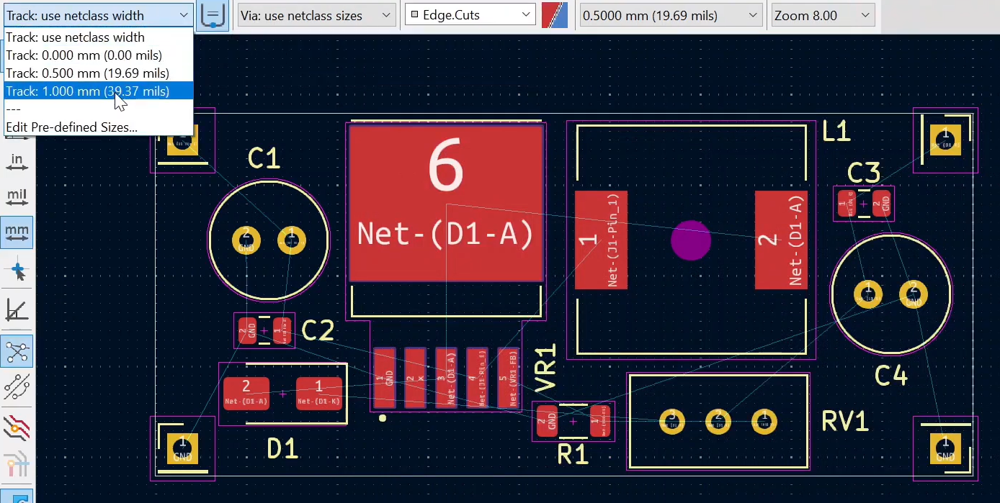 Track: use netclass width
Via: use netclass sizes
Edge.Cuts
0.5000 mm (19.69 mils)
Zoom 8.00
Track: use netclass width
Track: 0.000 mm (0.00 mils)
Track: 0.500 mm (19.69 mils)
Track: 1.000 mm (39.37 mils)
---
Edit Pre-defined Sizes...
in
mil
mm
1
C1
2
GND
1
6
Net-(D1-A)
1
Net-(J1-Pin_1)
2
Net-(D1-A)
L1
1
C3
1
2
GND
1
2
GND
C4
2
GND
1
C2
2
Net-(D1-A)
1
Net-(D1-K)
D1
1
GND
2
x
3
Net-(D1-A)
4
Net-(J1-Pin_1)
5
Net-(VR1-FB)
VR1
2
GND
1
R1
3
2
1
RV1
1
GND
1
GND